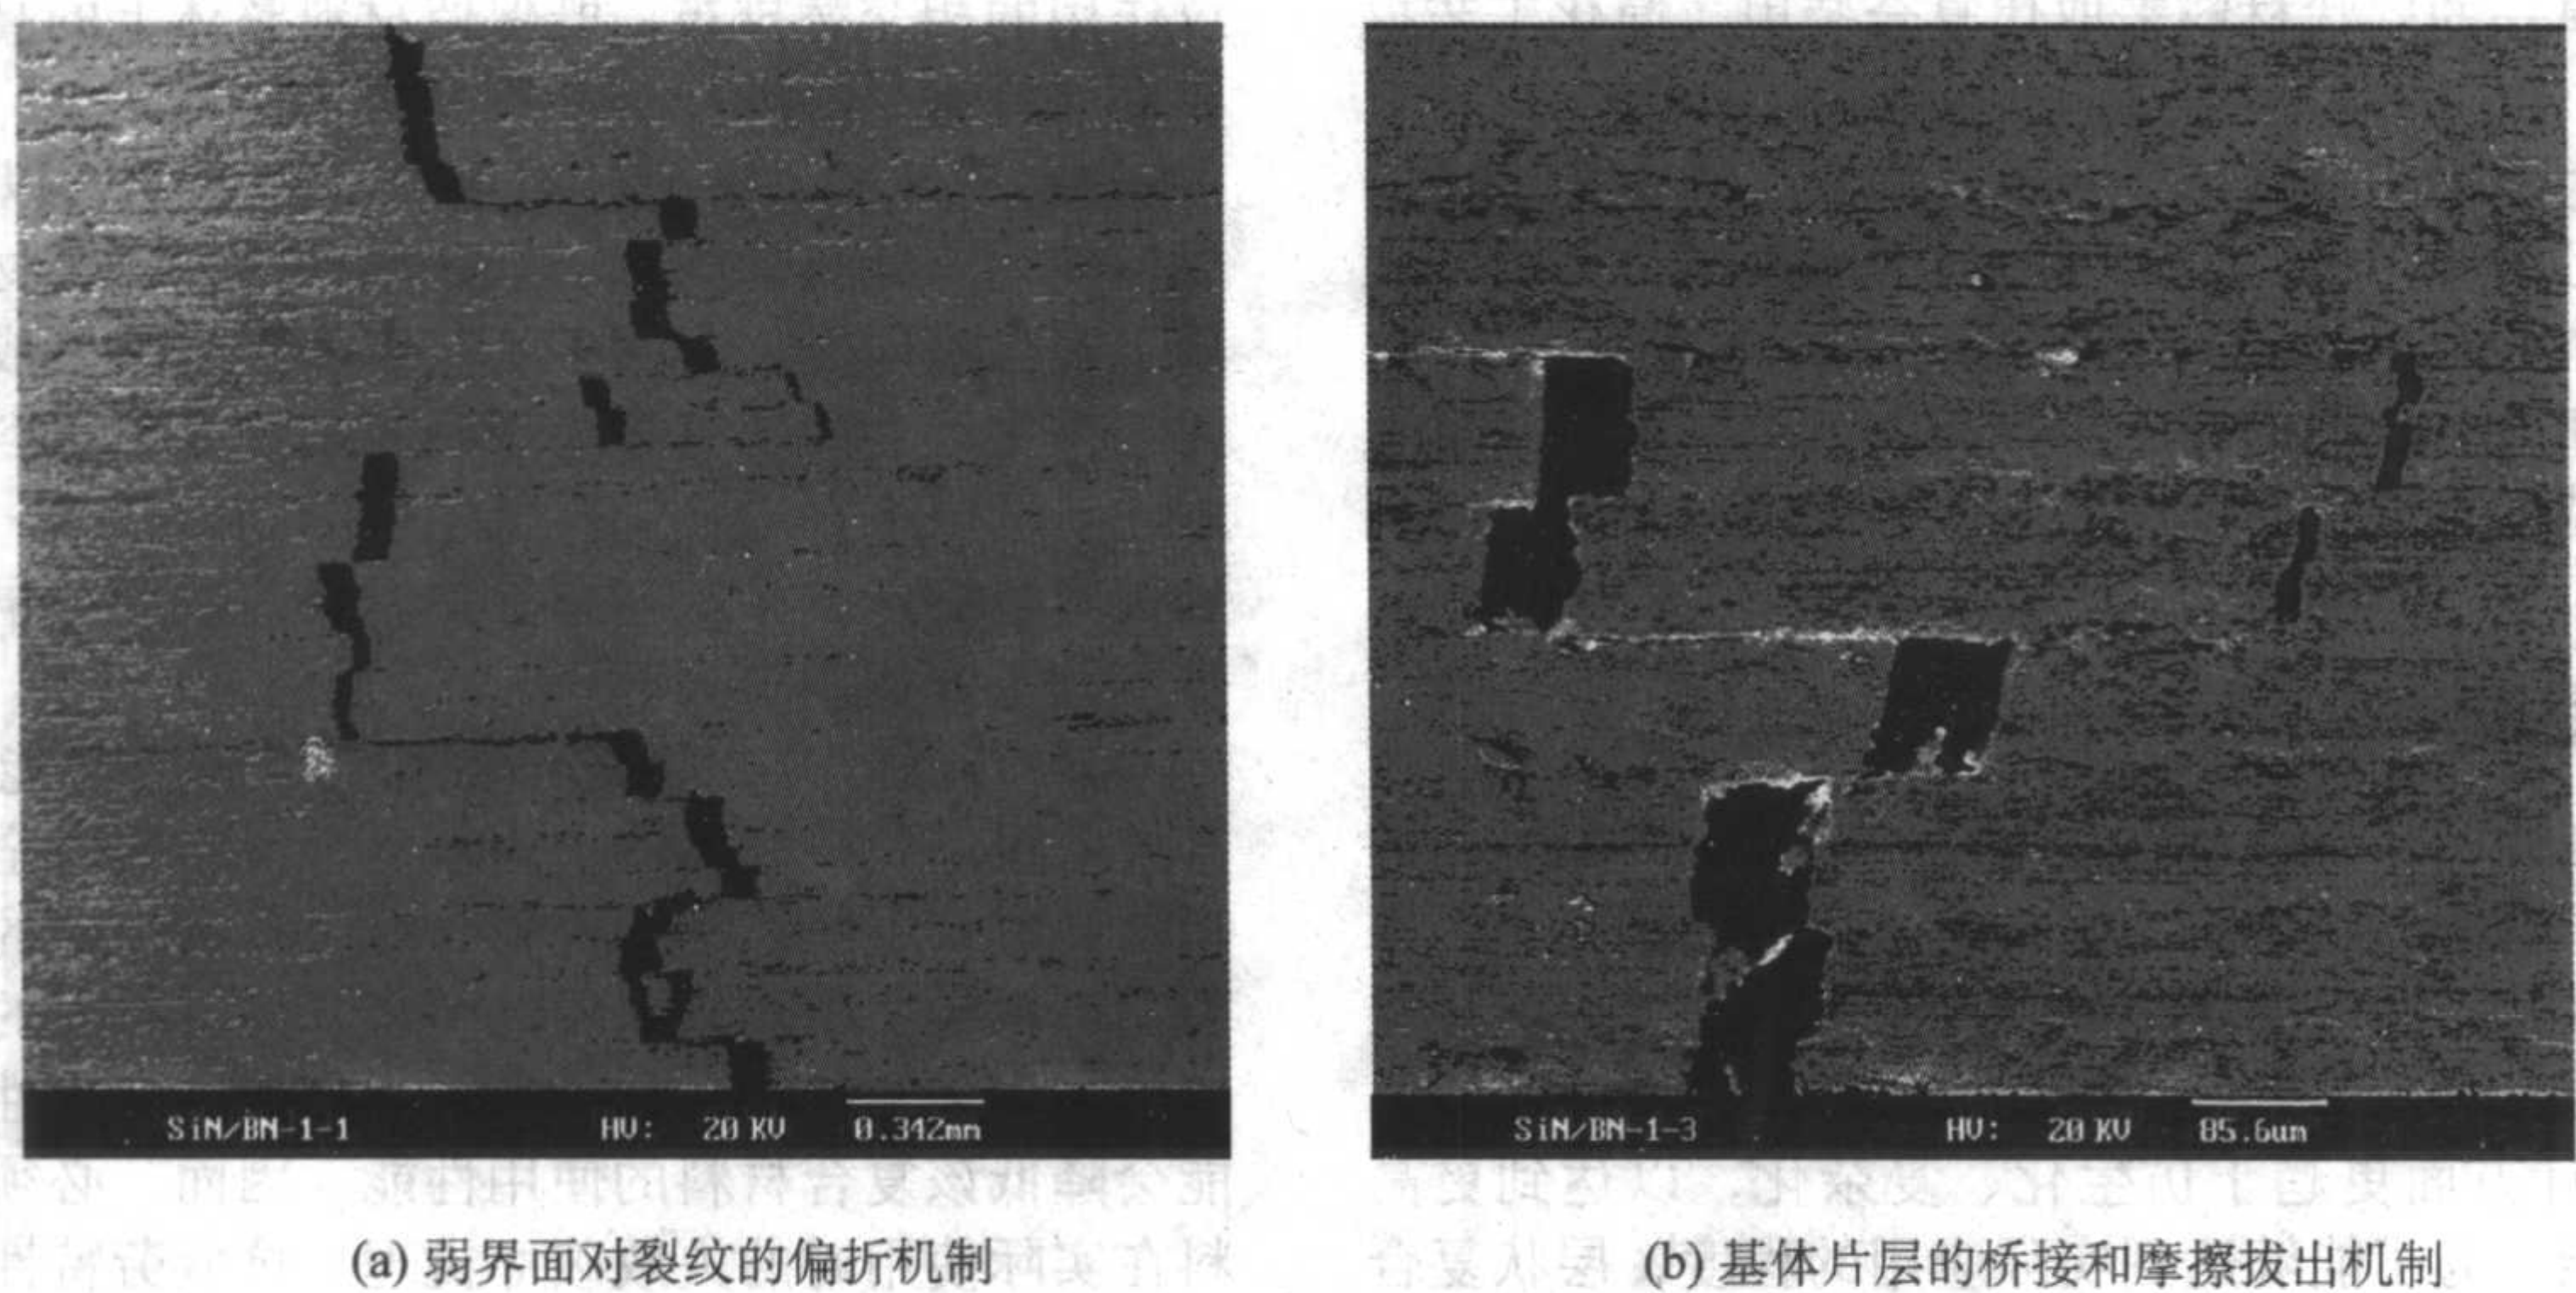 SiN/BN-1-1 HV: 20 KV 0.342mm
SiN/BN-1-3 HV: 20 KV 85.6um
(a) 弱界面对裂纹的偏折机制
(b) 基体片层的桥接和摩擦拔出机制